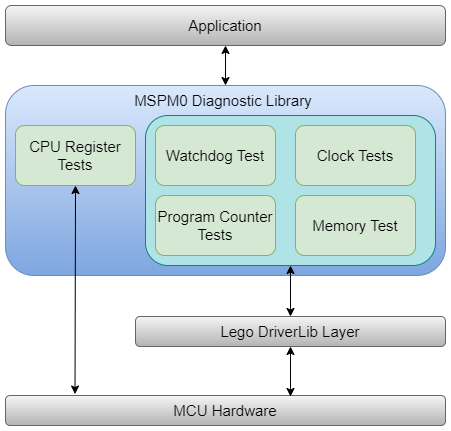 Application
MSPM0 Diagnostic Library
CPU Register
Tests
Watchdog Test
Clock Tests
Program Counter
Tests
Memory Test
Lego DriverLib Layer
MCU Hardware